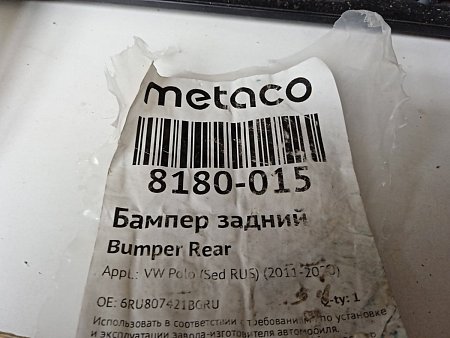 metaco
8180-015
Бампер задний
Bumper Rear
Appl.: VW Polo (Sed RUS) (2011-2020)
OE: 6RU807421BGRU
Q-ty: 1
Использовать в соответствии с требованиями по установке
и эксплуатации завода-изготовителя автомобиля.